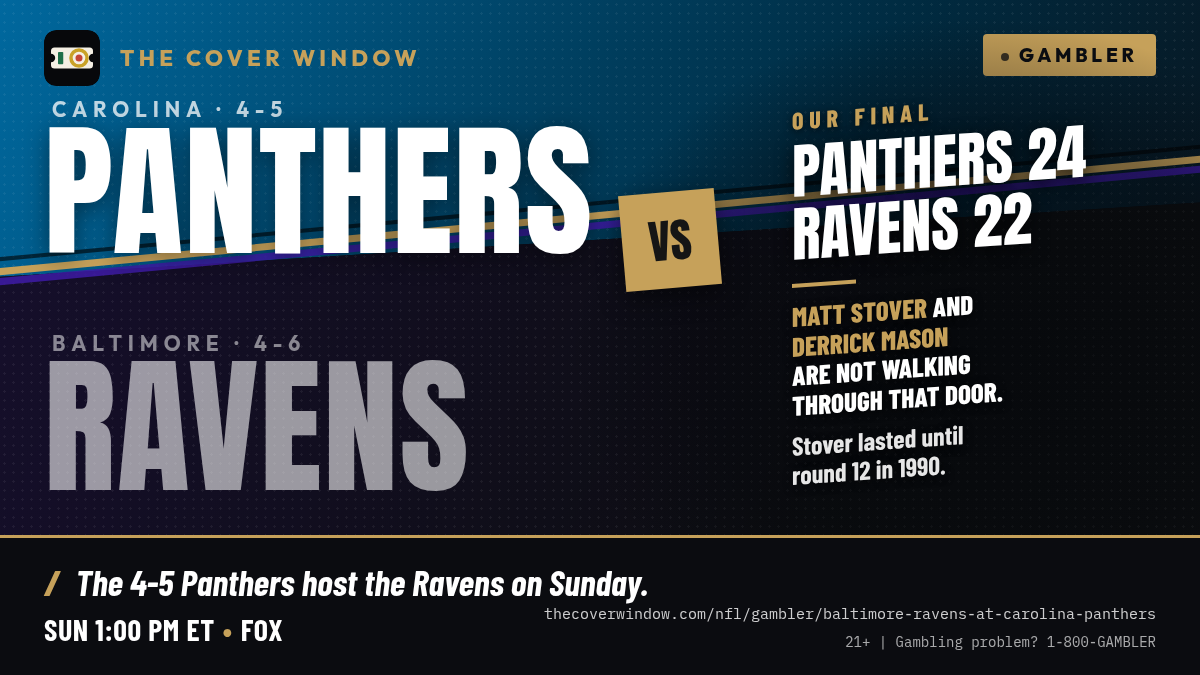 THE COVER WINDOW
GAMBLER
CAROLINA · 4-5
PANTHERS
VS
BALTIMORE · 4-6
RAVENS
OUR FINAL
PANTHERS 24
RAVENS 22
MATT STOVER AND
DERRICK MASON
ARE NOT WALKING
THROUGH THAT DOOR.
Stover lasted until
round 12 in 1990.
/ The 4-5 Panthers host the Ravens on Sunday.
SUN 1:00 PM ET • FOX
thecoverwindow.com/nfl/gambler/baltimore-ravens-at-carolina-panthers
21+ | Gambling problem? 1-800-GAMBLER